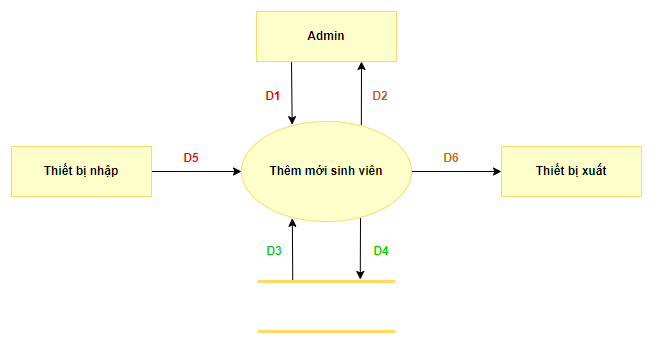 Admin
D1
D2
Thiết bị nhập
D5
Thêm mới sinh viên
D6
Thiết bị xuất
D3
D4